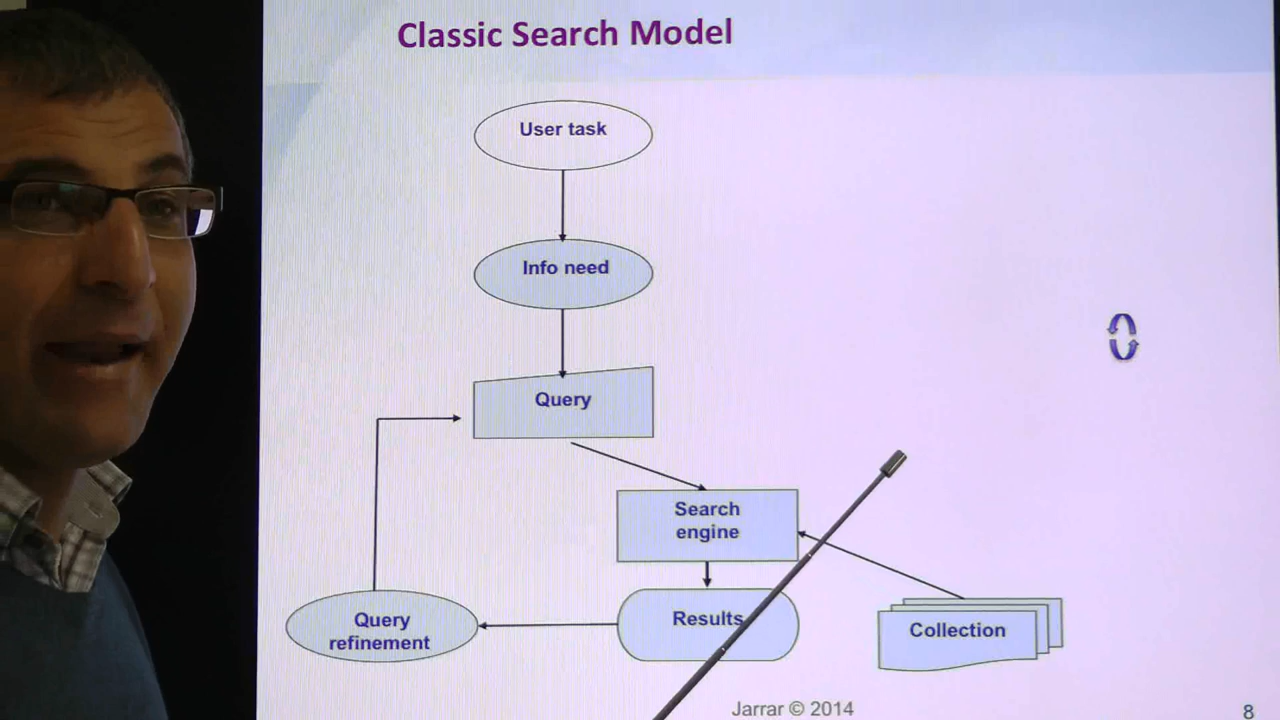 Classic Search Model
User task
Info need
Query
Search
engine
Results
Query
refinement
Collection
Jarrar © 2014
8